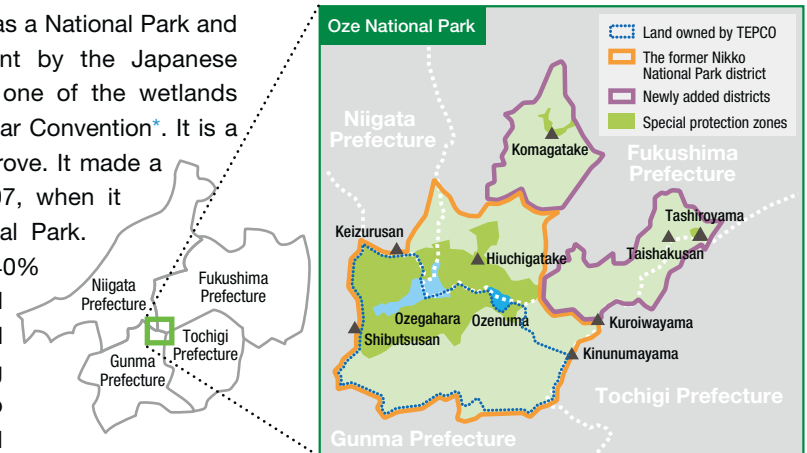 as a National Park and
ent by the Japanese
one of the wetlands
ar Convention*. It is a
rove. It made a
07, when it
al Park.
40%
Niigata
Prefecture
Fukushima
Prefecture
Tochigi
Prefecture
Gunma
Prefecture
Oze National Park
Land owned by TEPCO
The former Nikko
National Park district
Newly added districts
Special protection zones
Niigata
Prefecture
Komagatake
Fukushima
Prefecture
Tashiroyama
Taishakusan
Keizurusan
Hiuchigatake
Ozegahara
Ozenuma
Shibutsusan
Kuroiwayama
Kinunumayama
Tochigi Prefecture
Gunma Prefecture